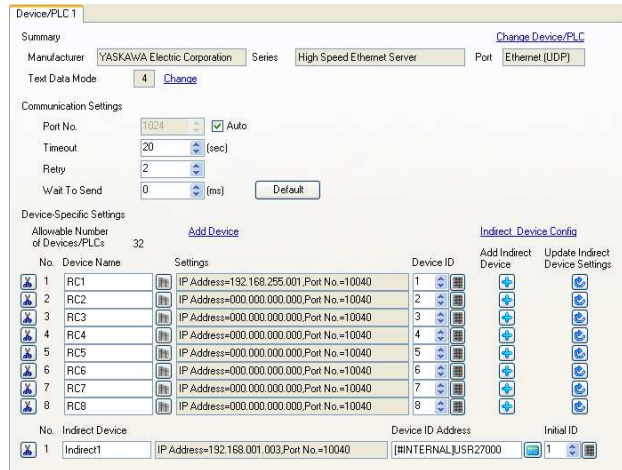 Device/PLC 1
Summary Change Device/PLC
Manufacturer YASKAWA Electric Corporation Series High Speed Ethernet Server Port Ethernet (UDP)
Text Data Mode 4 Change
Communication Settings
Port No. 1024 Auto
Timeout 20 (sec)
Retry 2
Wait To Send 0 (ms) Default
Device-Specific Settings
Allowable Number Add Device Indirect Device Config
of Devices/PLCs 32
Add Indirect Update Indirect
No. Device Name Settings Device ID Device Device Settings
1 RC1 IP Address=192.168.255.001,Port No.=10040 1
2 RC2 IP Address=000.000.000.000,Port No.=10040 2
3 RC3 IP Address=000.000.000.000,Port No.=10040 3
4 RC4 IP Address=000.000.000.000,Port No.=10040 4
5 RC5 IP Address=000.000.000.000,Port No.=10040 5
6 RC6 IP Address=000.000.000.000,Port No.=10040 6
7 RC7 IP Address=000.000.000.000,Port No.=10040 7
8 RC8 IP Address=000.000.000.000,Port No.=10040 8
No. Indirect Device Device ID Address Initial ID
1 Indirect1 IP Address=192.168.001.003,Port No.=10040 [#INTERNAL]USR27000 1